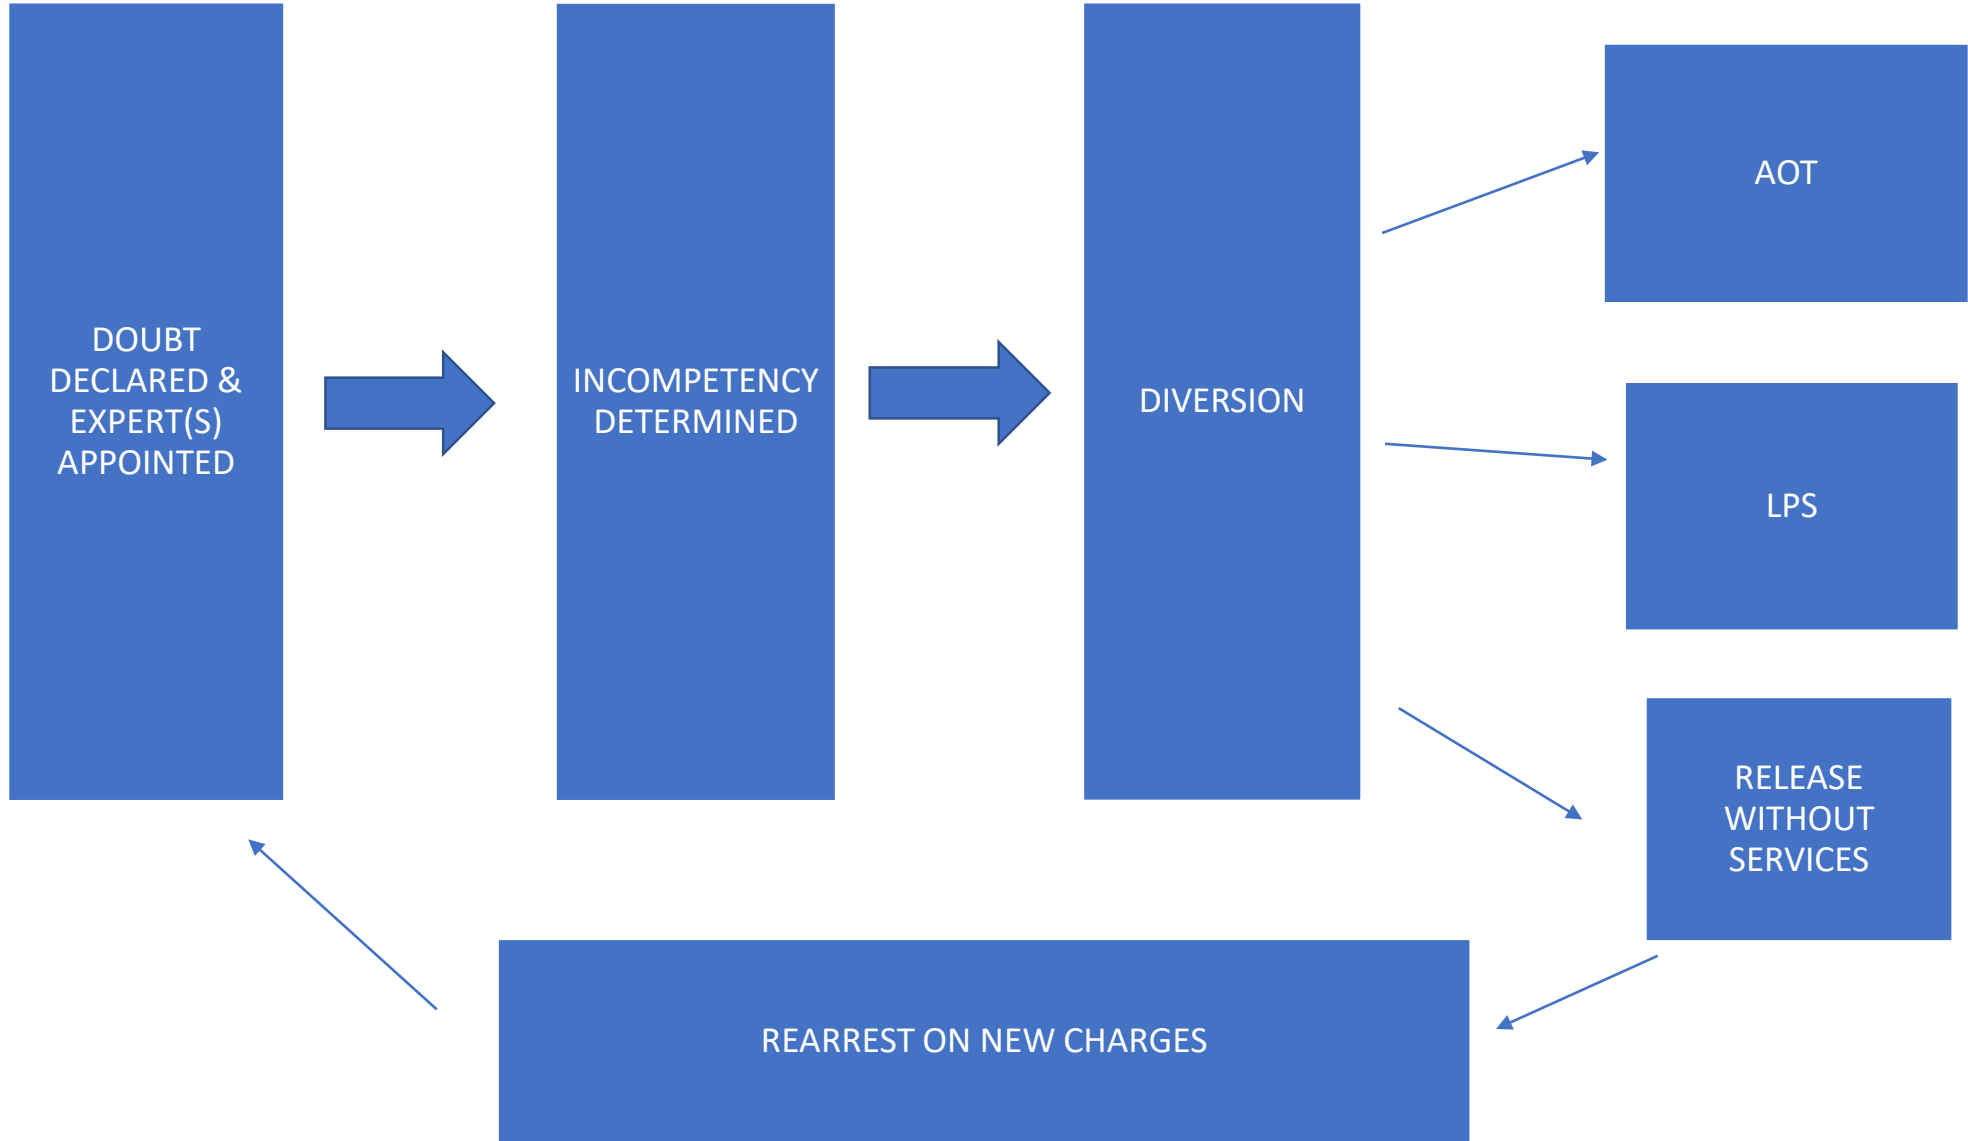 DOUBT
DECLARED &
EXPERT(S)
APPOINTED
INCOMPETENCY
DETERMINED
DIVERSION
AOT
LPS
RELEASE
WITHOUT
SERVICES
REARREST ON NEW CHARGES